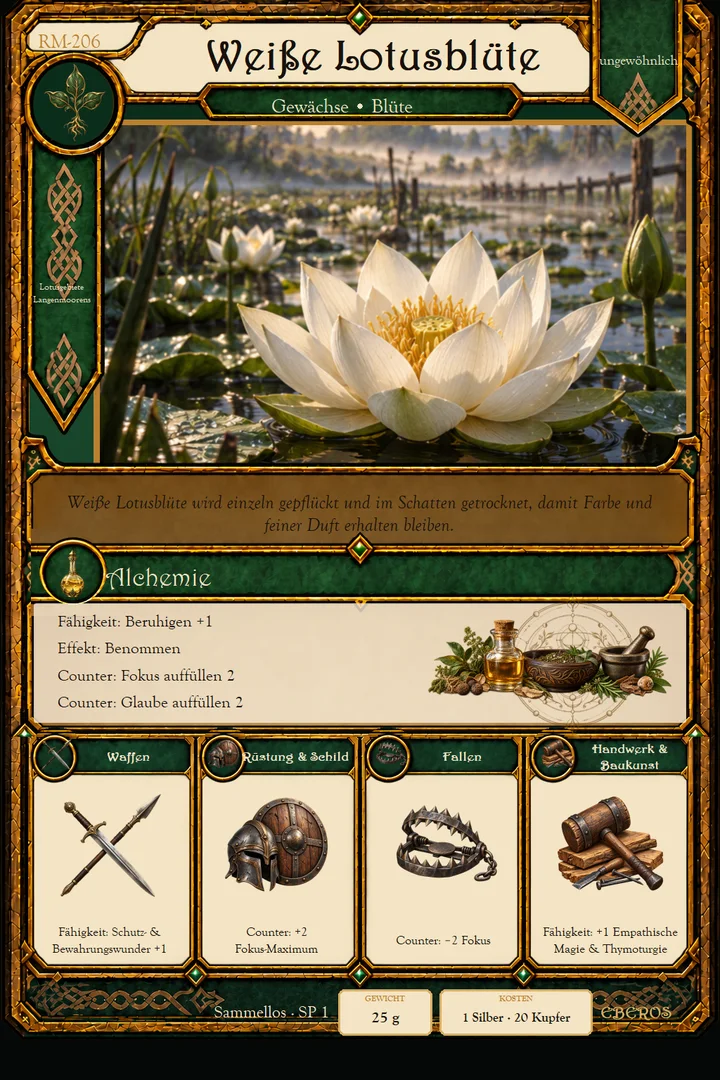 RM-206
Weiße Lotusblüte
ungewöhnlich
Gewächse • Blüte
Lotusgebiete
Langenmoorens
Weiße Lotusblüte wird einzeln gepflückt und im Schatten getrocknet, damit Farbe und
feiner Duft erhalten bleiben.
Alchemie
Fähigkeit: Beruhigen +1
Effekt: Benommen
Counter: Fokus auffüllen 2
Counter: Glaube auffüllen 2
Waffen
Rüstung & Schild
Fallen
Handwerk &
Baukunst
Fähigkeit: Schutz- &
Bewahrungswunder +1
Counter: +2
Fokus-Maximum
Counter: −2 Fokus
Fähigkeit: +1 Empathische
Magie & Thymoturgie
Sammellos · SP 1
GEWICHT
25 g
KOSTEN
1 Silber · 20 Kupfer
EBEROS